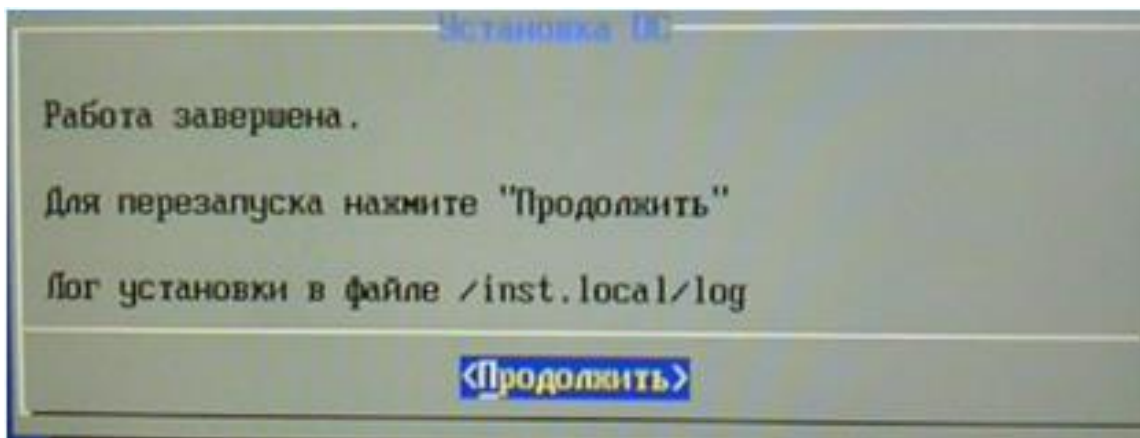 Установка ОС
Работа завершена.
Для перезапуска нажмите "Продолжить"
Лог установки в файле /inst.local/log
<Продолжить>